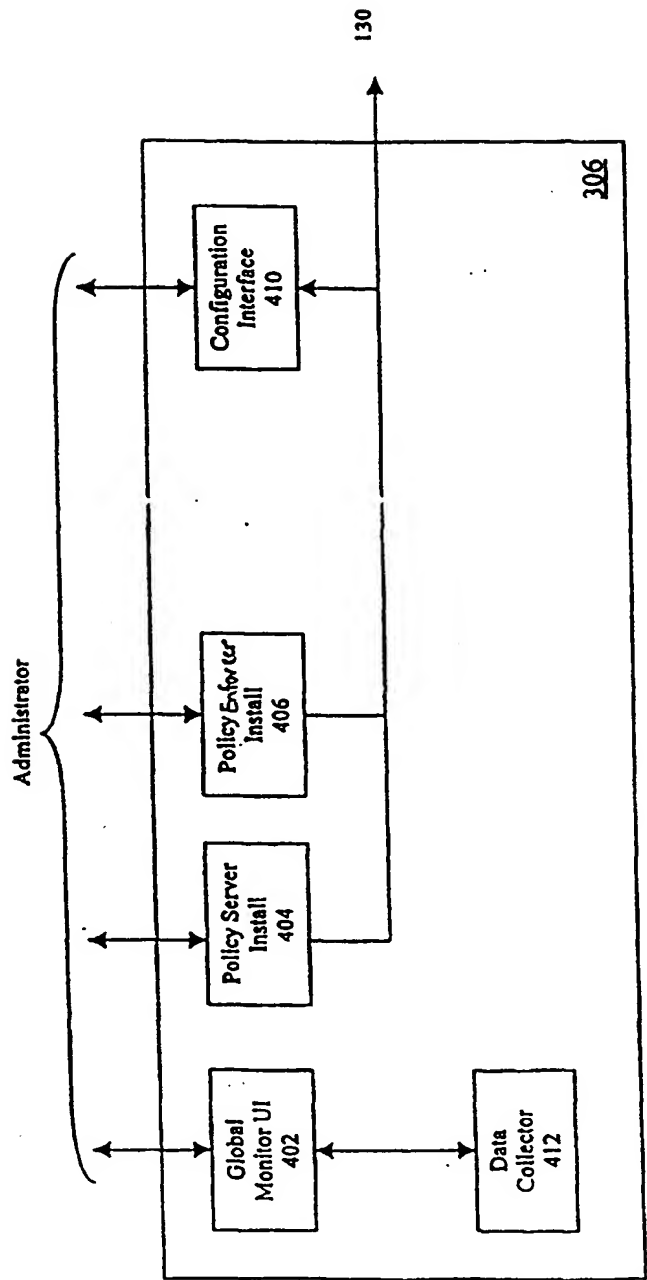 Administrator
Global
Monitor UI
402
Policy Server
Install
404
Policy Enforcer
Install
406
Configuration
Interface
410
130
Data
Collector
412
306